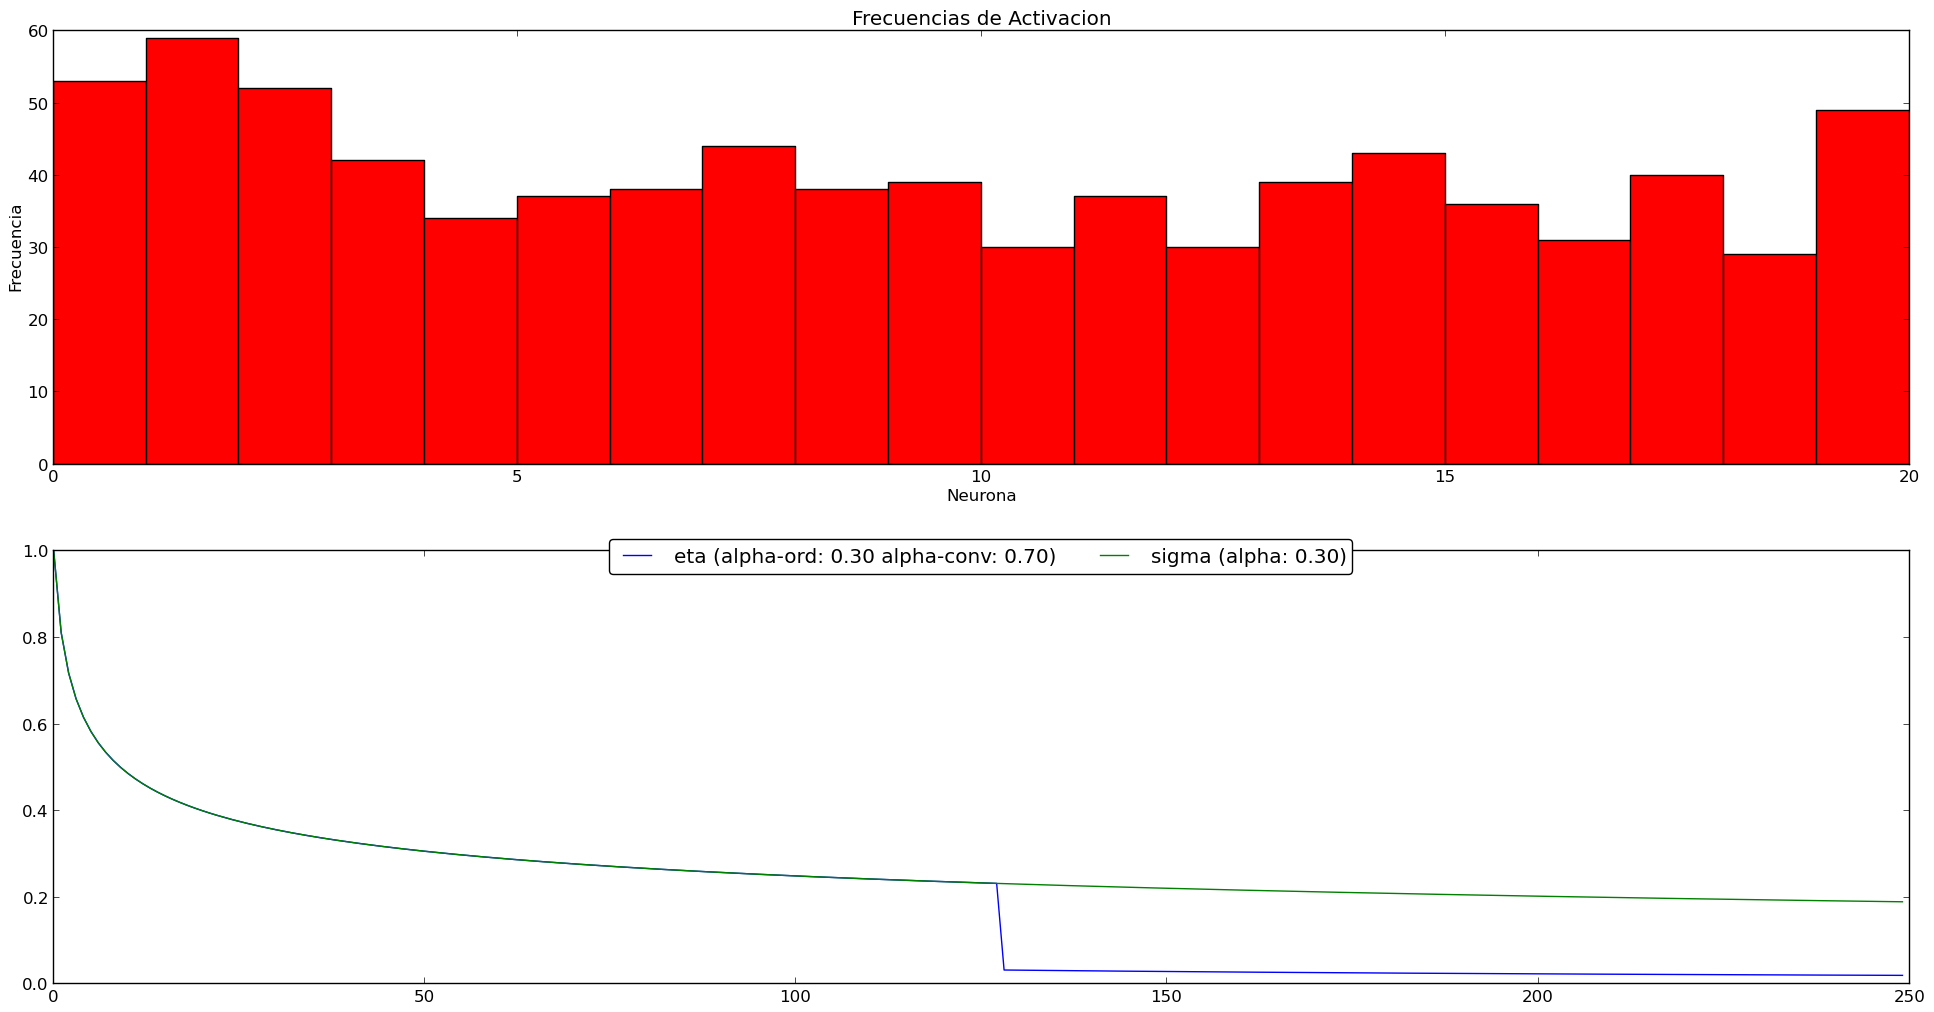 Frecuencias de Activacion
60
50
40
30
20
10
0
Frecuencia
0 5 10 15 20
Neurona
eta (alpha-ord: 0.30 alpha-conv: 0.70) sigma (alpha: 0.30)
1.0
0.8
0.6
0.4
0.2
0.0
0 50 100 150 200 250